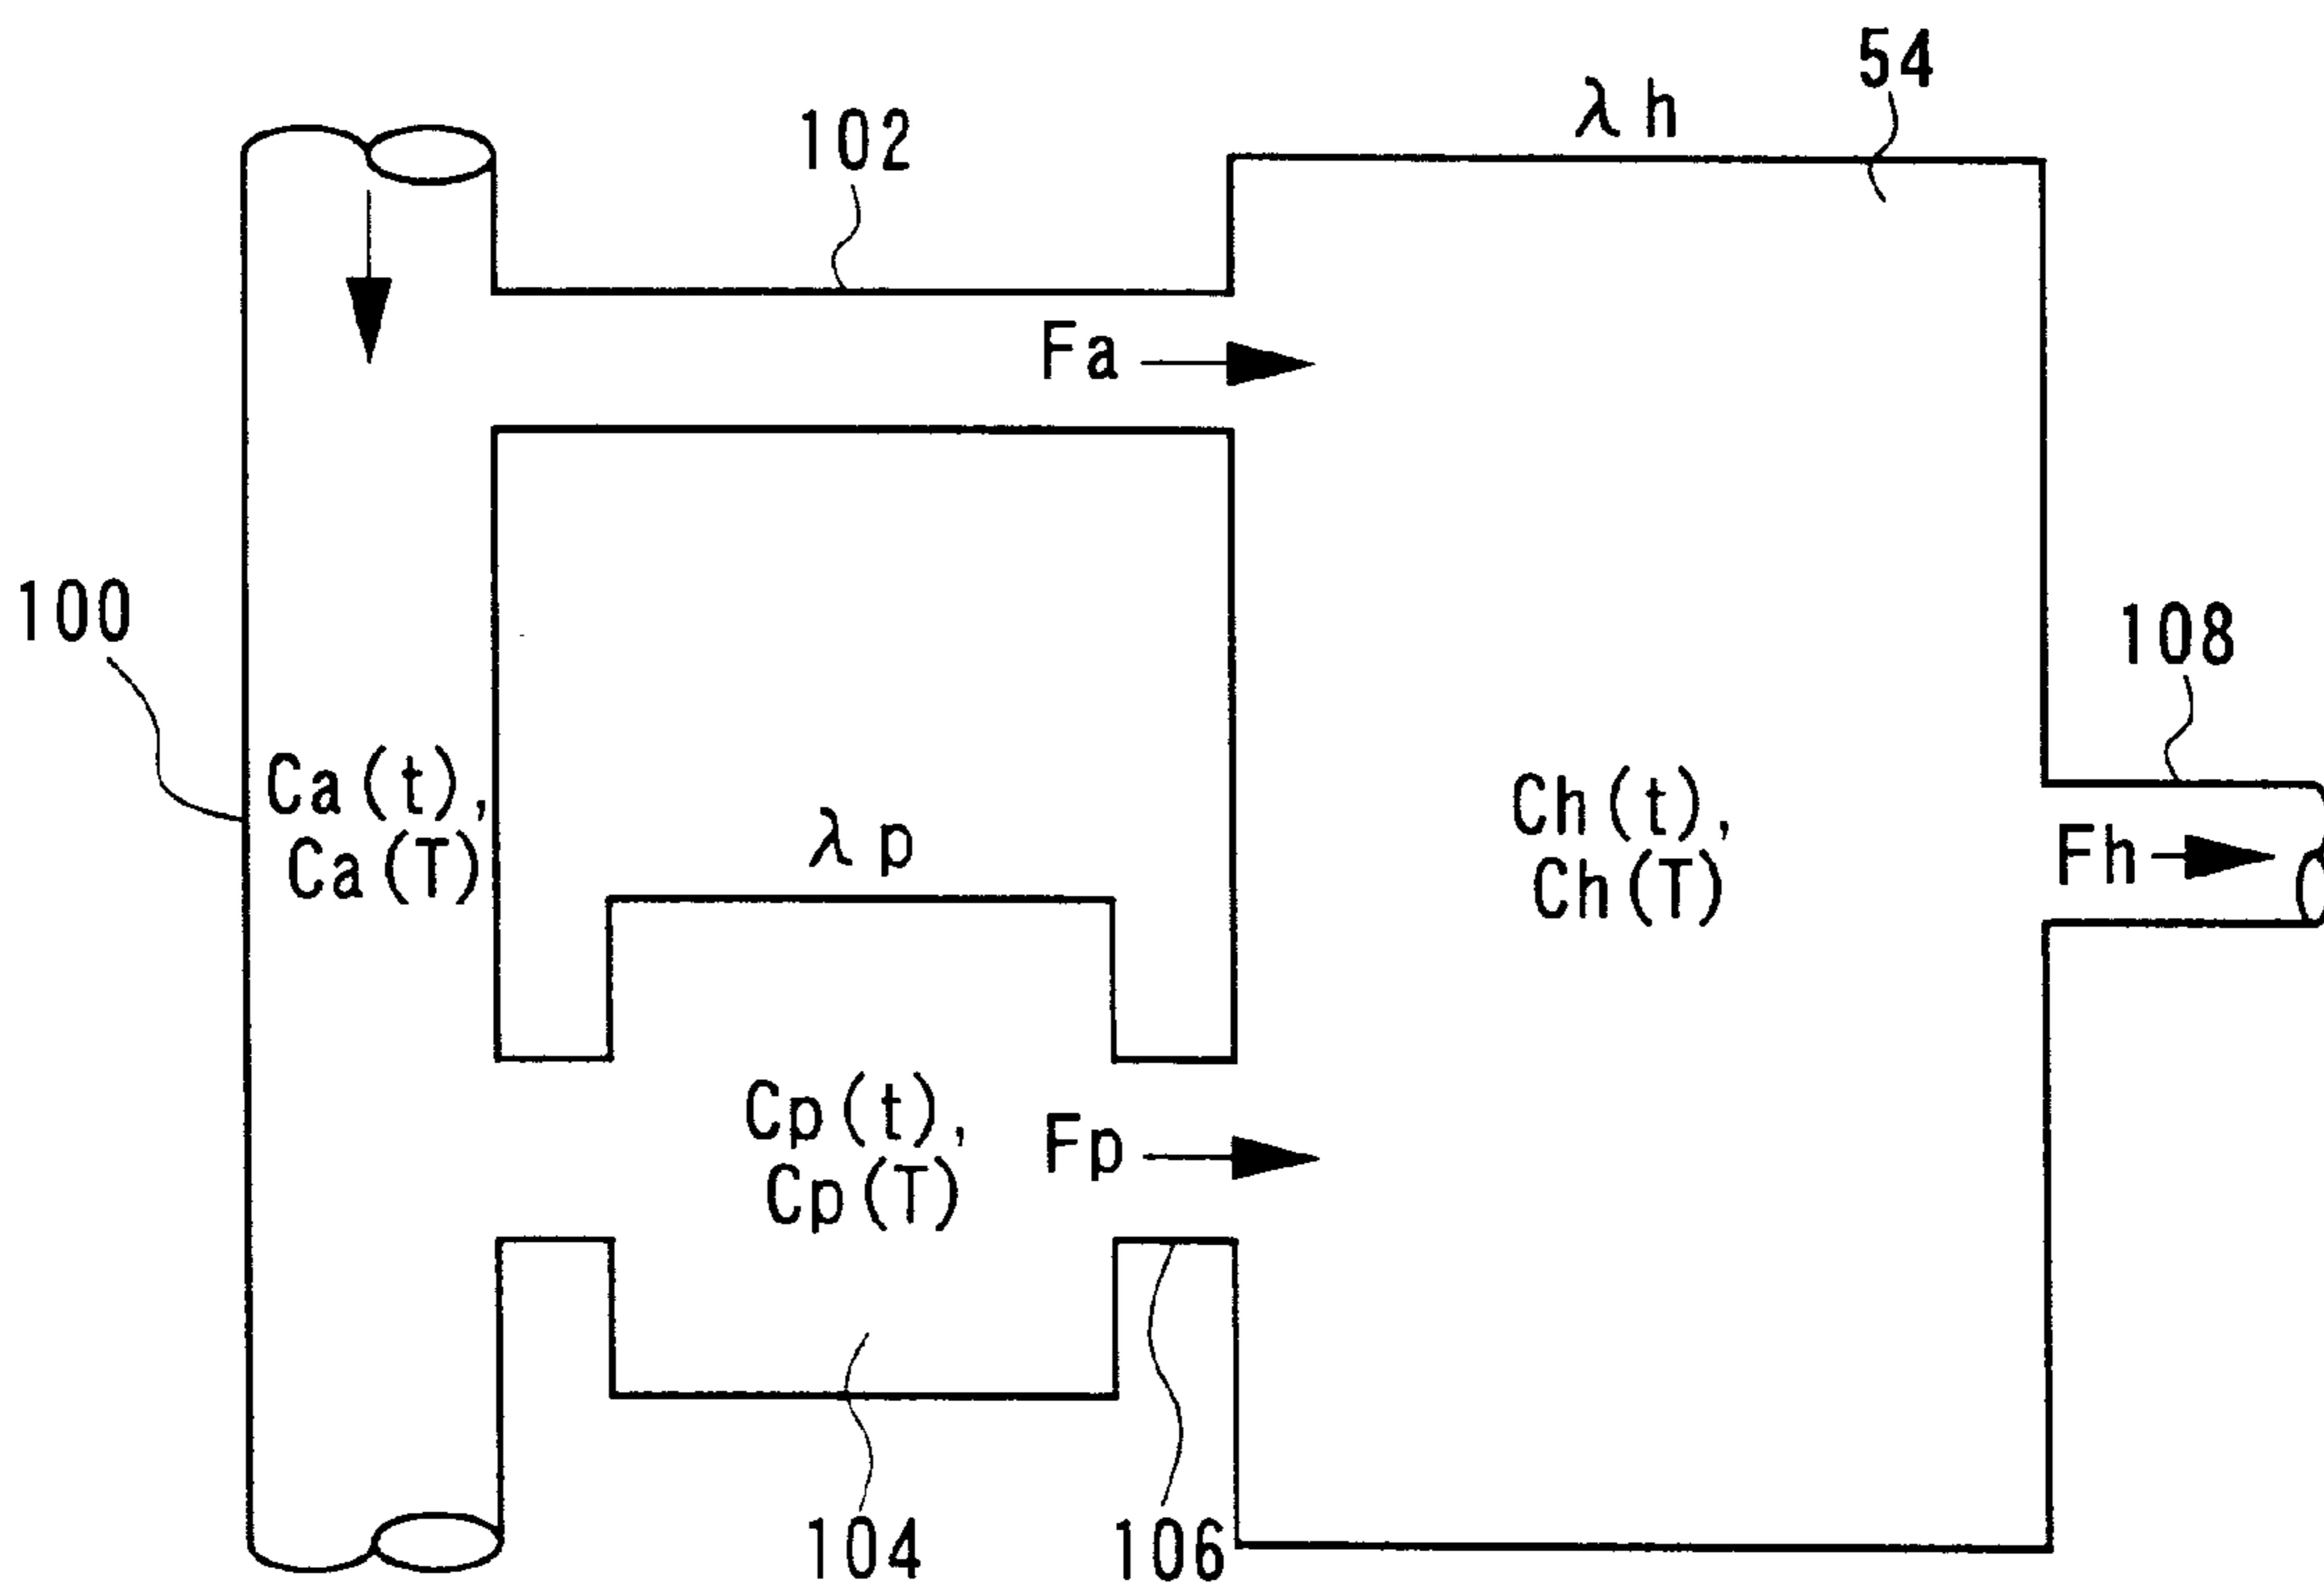 54
λh
102
Fa
100
108
Ca(t),
Ca(T)
Ch(t),
Ch(T)
λp
Fh
Cp(t),
Cp(T)
Fp
104
106